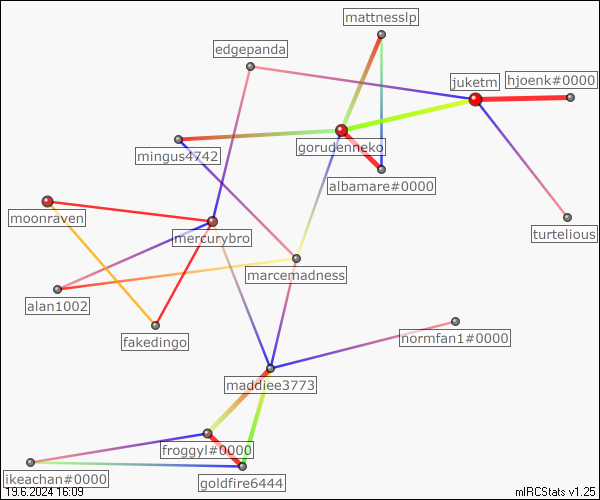 mattnesslp
edgepanda
juketm
hjoenk#0000
gorudenneko
mingus4742
albamare#0000
moonraven
turtelious
mercurybro
marcemadness
alan1002
fakedingo
normfan1#0000
maddiee3773
froggyl#0000
ikeachan#0000
goldfire6444
19.6.2024 16:09
mIRCStats v1.25